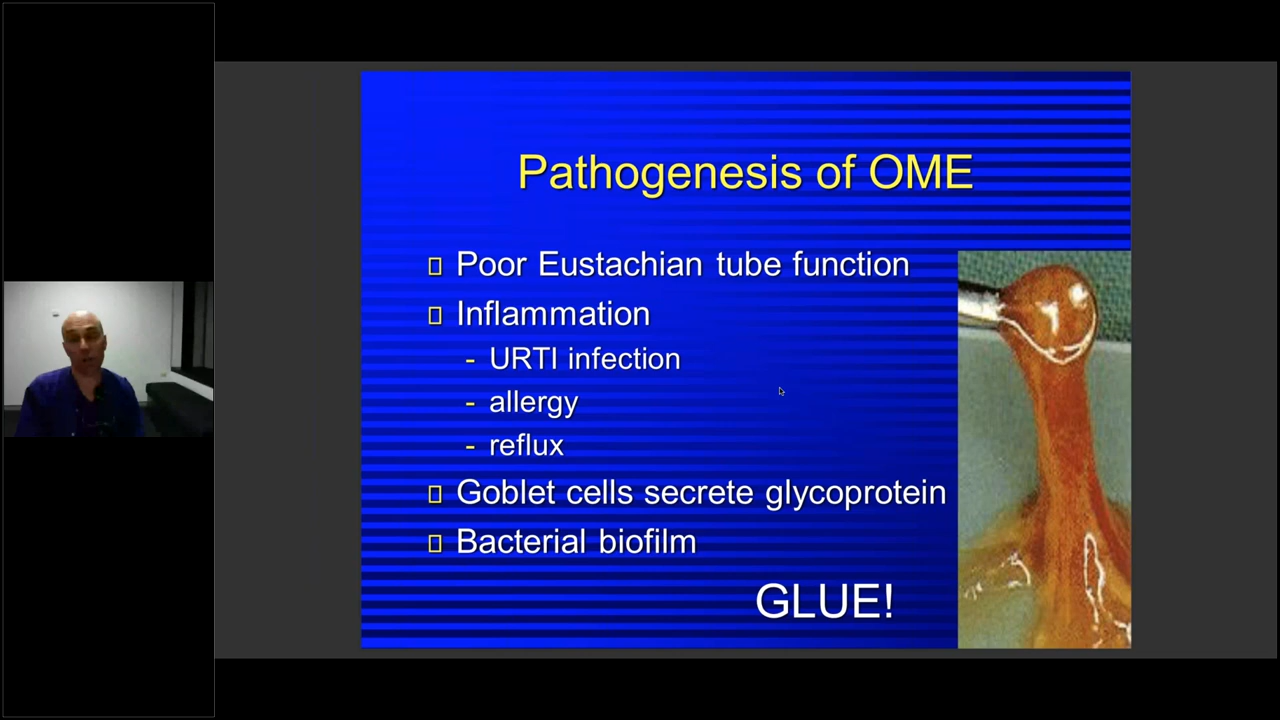 Pathogenesis of OME
Poor Eustachian tube function
Inflammation
- URTI infection
- allergy
- reflux
Goblet cells secrete glycoprotein
Bacterial biofilm
GLUE!